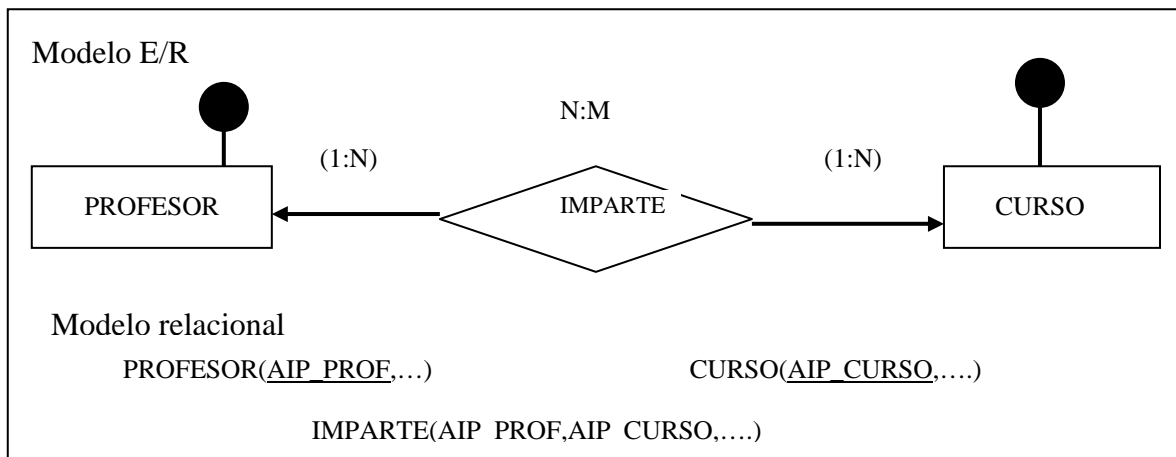 Modelo E/R
N:M
(1:N) (1:N)
PROFESOR IMPARTE CURSO
Modelo relacional
PROFESOR(AIP_PROF,…) CURSO(AIP_CURSO,….)
IMPARTE(AIP PROF,AIP CURSO,….)